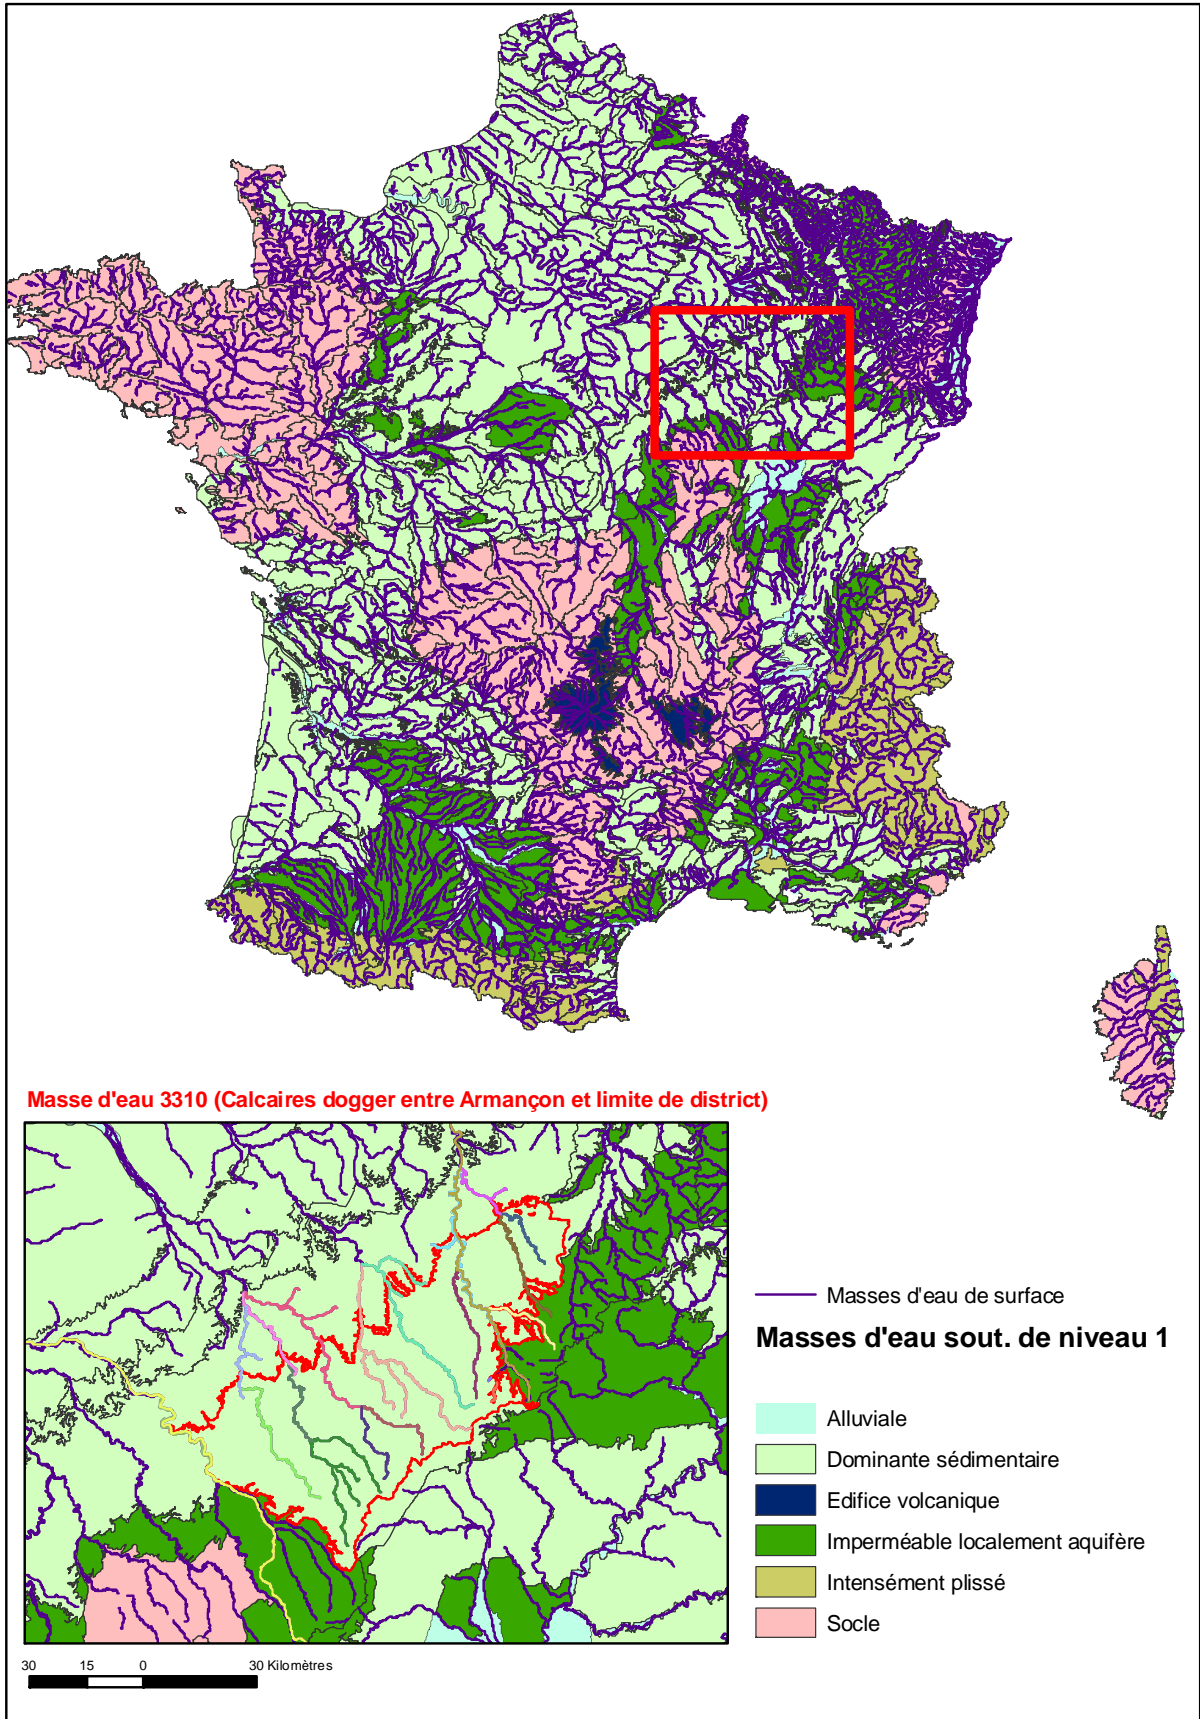 Masse d'eau 3310 (Calcaires dogger entre Armançon et limite de district)
Masses d'eau de surface
Masses d'eau sout. de niveau 1
Alluviale
Dominante sédimentaire
Edifice volcanique
Imperméable localement aquifère
Intensément plissé
Socle
30 15 0 30 Kilomètres